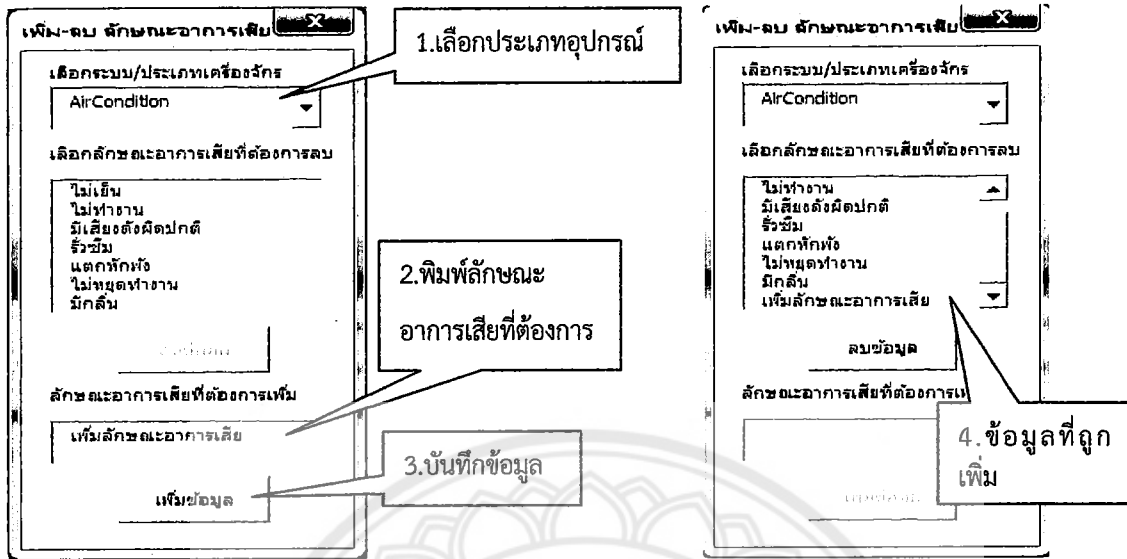 เพิ่ม-ลบ ลักษณะอาการเสีย
X
เลือกระบบ/ประเภทเครื่องจักร
AirCondition
เลือกลักษณะอาการเสียที่ต้องการลบ
ไม่เย็น
ไม่ทำงาน
มีเสียงดังผิดปกติ
รั่วซึม
แตกหักพัง
ไม่หยุดทำงาน
มีกลิ่น
ลักษณะอาการเสียที่ต้องการเพิ่ม
เพิ่มลักษณะอาการเสีย
เพิ่มข้อมูล
1.เลือกประเภทอุปกรณ์
2.พิมพ์ลักษณะ
อาการเสียที่ต้องการ
3.บันทึกข้อมูล
เพิ่ม-ลบ ลักษณะอาการเสีย
X
เลือกระบบ/ประเภทเครื่องจักร
AirCondition
เลือกลักษณะอาการเสียที่ต้องการลบ
ไม่ทำงาน
มีเสียงดังผิดปกติ
รั่วซึม
แตกหักพัง
ไม่หยุดทำงาน
มีกลิ่น
เพิ่มลักษณะอาการเสีย
ลบข้อมูล
ลักษณะอาการเสียที่ต้องการ
4.ข้อมูลที่ถูก
เพิ่ม